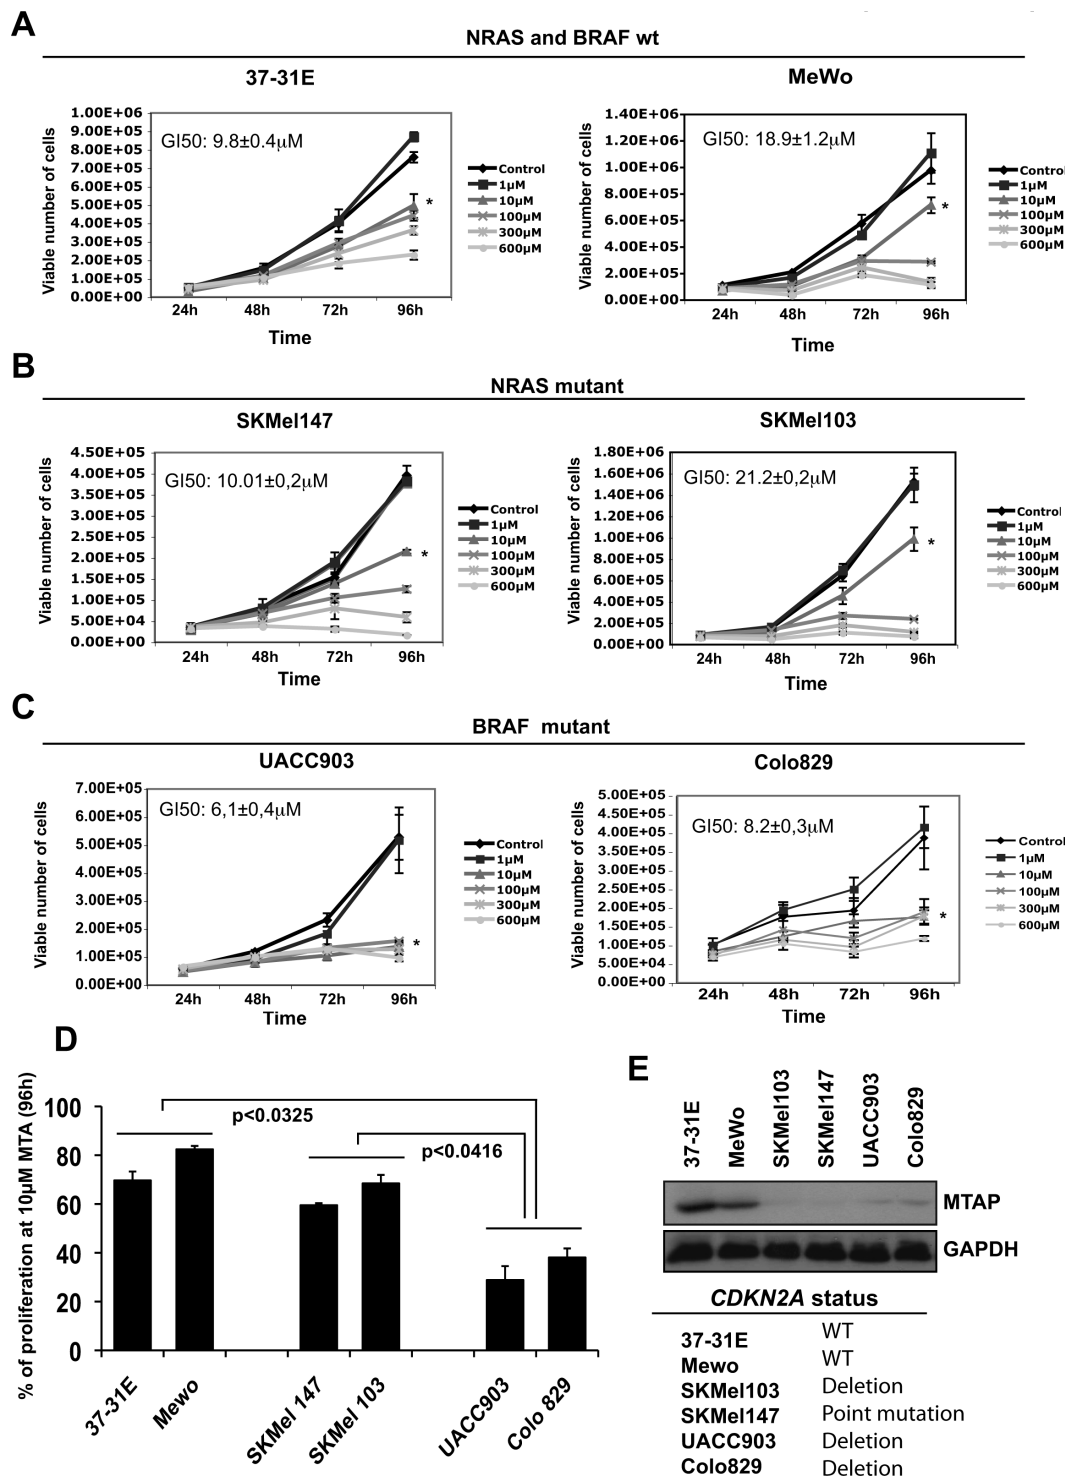 A
NRAS and BRAF wt
37-31E
MeWo
Viable number of cells
1.00E+06
9.00E+05
8.00E+05
7.00E+05
6.00E+05
5.00E+05
4.00E+05
3.00E+05
2.00E+05
1.00E+05
0.00E+00
GI50: 9.8±0.4µM
*
24h 48h 72h 96h
Time
Control
1µM
10µM
100µM
300µM
600µM
Viable number of cells
1.40E+06
1.20E+06
1.00E+06
8.00E+05
6.00E+05
4.00E+05
2.00E+05
0.00E+00
GI50: 18.9±1.2µM
*
24h 48h 72h 96h
Time
Control
1µM
10µM
100µM
300µM
600µM
B
NRAS mutant
SKMel147
SKMel103
Viable number of cells
4.50E+05
4.00E+05
3.50E+05
3.00E+05
2.50E+05
2.00E+05
1.50E+05
1.00E+05
5.00E+04
0.00E+00
GI50: 10.01±0,2µM
*
24h 48h 72h 96h
Time
Control
1µM
10µM
100µM
300µM
600µM
Viable number of cells
1.80E+06
1.60E+06
1.40E+06
1.20E+06
1.00E+06
8.00E+05
6.00E+05
4.00E+05
2.00E+05
0.00E+00
GI50: 21.2±0,2µM
*
24h 48h 72h 96h
Time
Control
1µM
10µM
100µM
300µM
600µM
C
BRAF mutant
UACC903
Colo829
Viable number of cells
7.00E+05
6.00E+05
5.00E+05
4.00E+05
3.00E+05
2.00E+05
1.00E+05
0.00E+00
GI50: 6,1±0,4µM
*
24h 48h 72h 96h
Time
Control
1µM
10µM
100µM
300µM
600µM
Viable number of cells
5.00E+05
4.50E+05
4.00E+05
3.50E+05
3.00E+05
2.50E+05
2.00E+05
1.50E+05
1.00E+05
5.00E+04
0.00E+00
GI50: 8.2±0,3µM
*
24h 48h 72h 96h
Time
Control
1µM
10µM
100µM
300µM
600µM
D
% of proliferation at 10µM MTA (96h)
100
80
60
40
20
0
p<0.0325
p<0.0416
37-31E
Mewo
SKMel 147
SKMel 103
UACC903
Colo 829
E
37-31E
MeWo
SKMel103
SKMel147
UACC903
Colo829
MTAP
GAPDH
CDKN2A status
37-31E WT
Mewo WT
SKMel103 Deletion
SKMel147 Point mutation
UACC903 Deletion
Colo829 Deletion